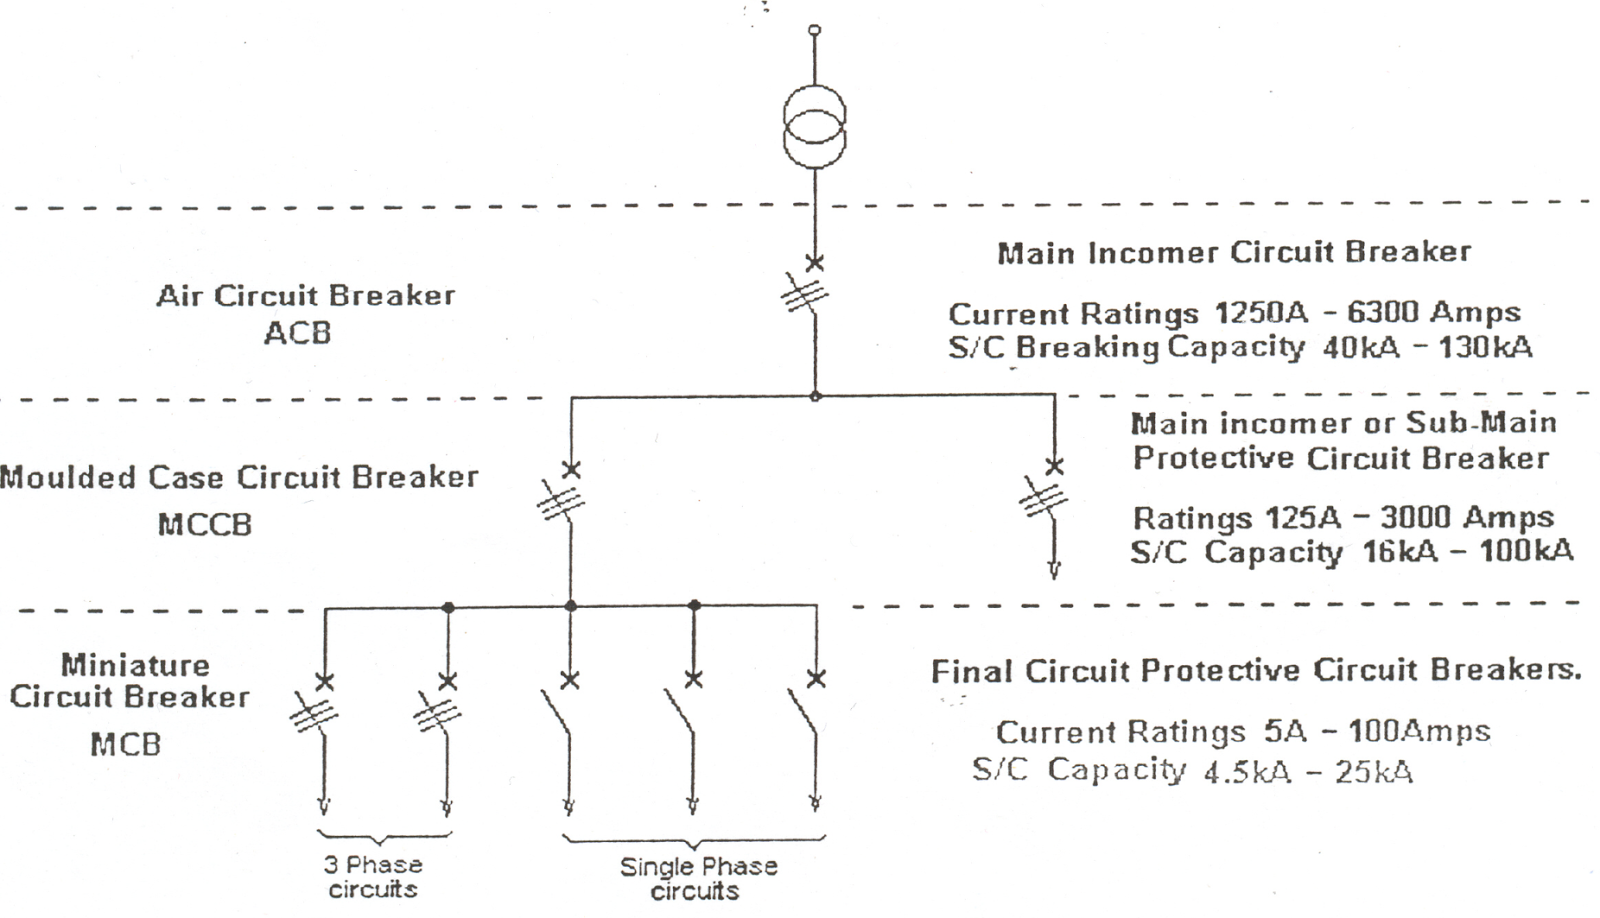 Air Circuit Breaker
ACB
Main Incomer Circuit Breaker
Current Ratings 1250A - 6300 Amps
S/C Breaking Capacity 40kA - 130kA
Moulded Case Circuit Breaker
MCCB
Main incomer or Sub-Main
Protective Circuit Breaker
Ratings 125A - 3000 Amps
S/C Capacity 16kA - 100kA
Miniature
Circuit Breaker
MCB
Final Circuit Protective Circuit Breakers.
Current Ratings 5A - 100Amps
S/C Capacity 4.5kA - 25kA
3 Phase
circuits
Single Phase
circuits